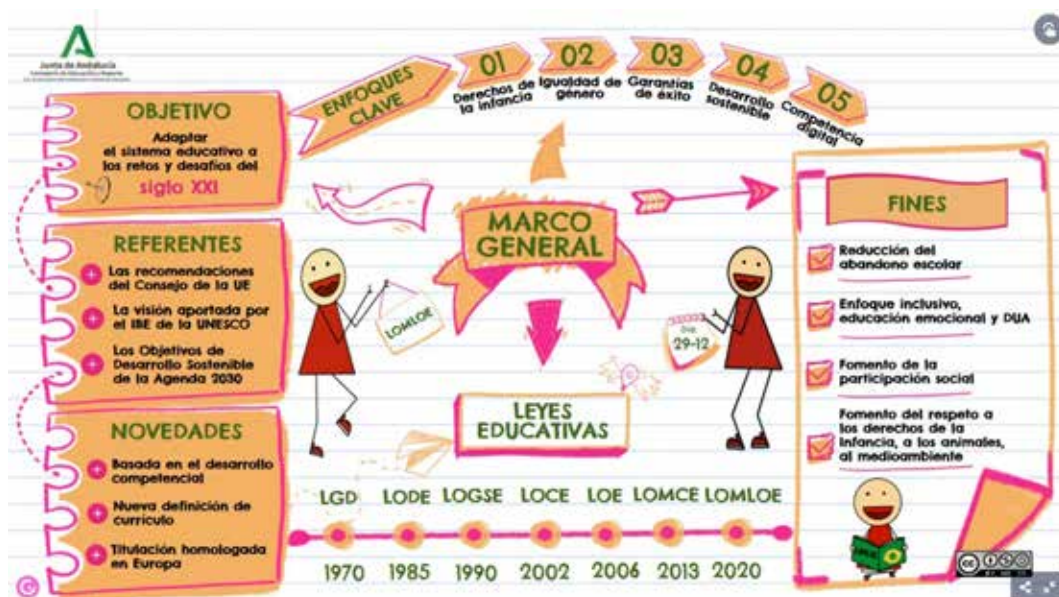 Junta de Andalucía
Consejería de Educación y Deporte
ENFOQUES
CLAVE
01
Derechos de
la infancia
02
Igualdad de
género
03
Garantías
de éxito
04
Desarrollo
sostenible
05
Competencia
digital
OBJETIVO
Adaptar
el sistema educativo a
los retos y desafíos del
siglo XXI
REFERENTES
Las recomendaciones
del Consejo de la UE
La visión aportada por
el IBE de la UNESCO
Los Objetivos de
Desarrollo Sostenible
de la Agenda 2030
NOVEDADES
Basada en el desarrollo
competencial
Nueva definición de
currículo
Titulación homologada
en Europa
MARCO
GENERAL
LOMLOE
29-12
LEYES
EDUCATIVAS
LGD
LODE
LOGSE
LOCE
LOE
LOMCE
LOMLOE
1970
1985
1990
2002
2006
2013
2020
FINES
Reducción del
abandono escolar
Enfoque inclusivo,
educación emocional y DUA
Fomento de la
participación social
Fomento del respeto a
los derechos de la
infancia, a los animales,
al medioambiente